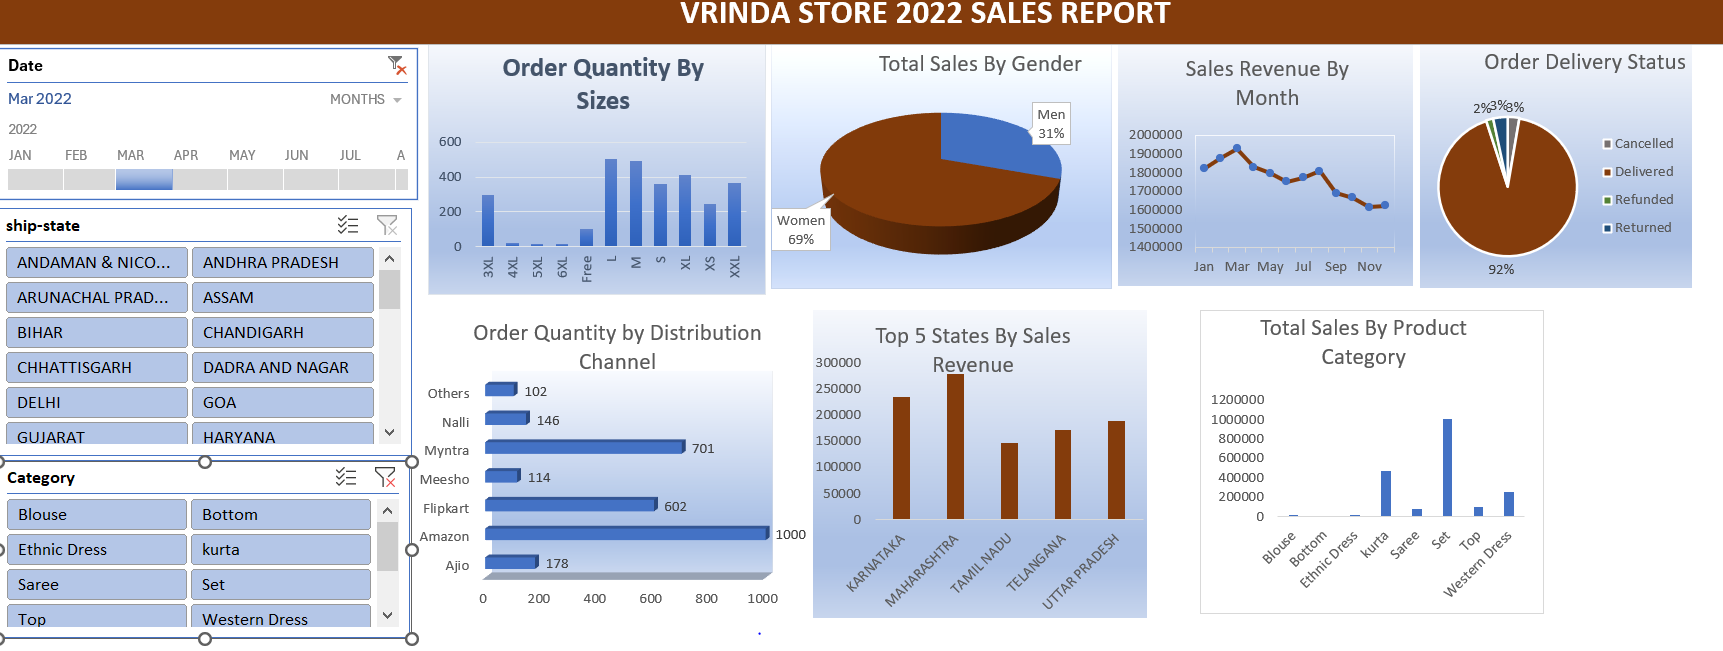 VRINDA STORE 2022 SALES REPORT
Date
Mar 2022
MONTHS
2022
JAN FEB MAR APR MAY JUN JUL A
ship-state
ANDAMAN & NICO... ANDHRA PRADESH
ARUNACHAL PRAD... ASSAM
BIHAR CHANDIGARH
CHHATTISGARH DADRA AND NAGAR
DELHI GOA
GUJARAT HARYANA
Category
Blouse Bottom
Ethnic Dress kurta
Saree Set
Top Western Dress
Order Quantity By
Sizes
600
400
200
0
3XL 4XL 5XL 6XL Free L M S XL XS XXL
Total Sales By Gender
Men
31%
Women
69%
Sales Revenue By
Month
2000000
1900000
1800000
1700000
1600000
1500000
1400000
Jan Mar May Jul Sep Nov
Order Delivery Status
2% 3% 3%
92%
Cancelled
Delivered
Refunded
Returned
Order Quantity by Distribution
Channel
Others 102
Nalli 146
Myntra 701
Meesho 114
Flipkart 602
Amazon 1000
Ajio 178
0 200 400 600 800 1000
Top 5 States By Sales
Revenue
300000
250000
200000
150000
100000
50000
0
KARNATAKA MAHARASHTRA TAMIL NADU TELANGANA UTTAR PRADESH
Total Sales By Product
Category
1200000
1000000
800000
600000
400000
200000
0
Blouse Bottom Ethnic Dress kurta Saree Set Top Western Dress